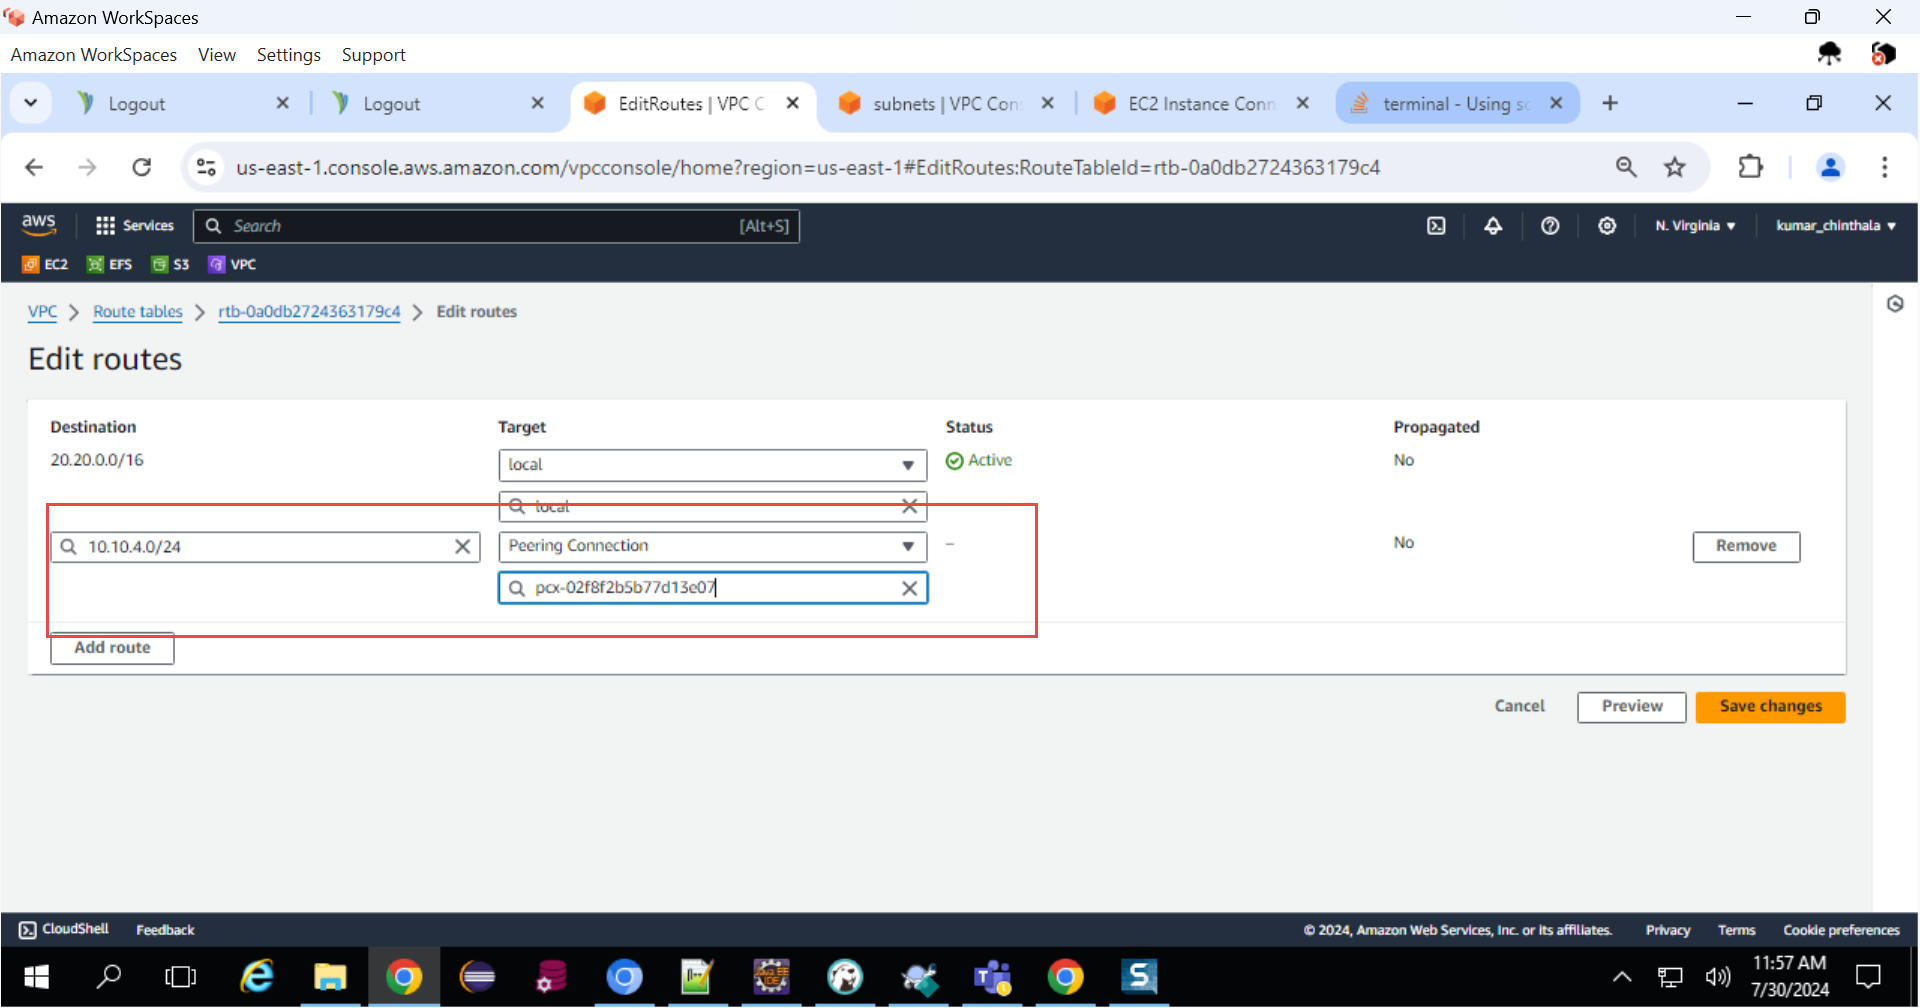 Amazon WorkSpaces
Amazon WorkSpaces View Settings Support
Logout Logout EditRoutes | VPC C subnets | VPC Con EC2 Instance Conn terminal - Using sc
us-east-1.console.aws.amazon.com/vpcconsole/home?region=us-east-1#EditRoutes:RouteTableId=rtb-0a0db2724363179c4
aws Services Search [Alt+S] N. Virginia kumar_chinthala
EC2 EFS S3 VPC
VPC Route tables rtb-0a0db2724363179c4 Edit routes
Edit routes
Destination Target Status Propagated
20.20.0.0/16 local Active No
local
10.10.4.0/24 Peering Connection – No Remove
pcx-02f8f2b5b77d13e07
Add route
Cancel Preview Save changes
CloudShell Feedback © 2024, Amazon Web Services, Inc. or its affiliates. Privacy Terms Cookie preferences
11:57 AM
7/30/2024